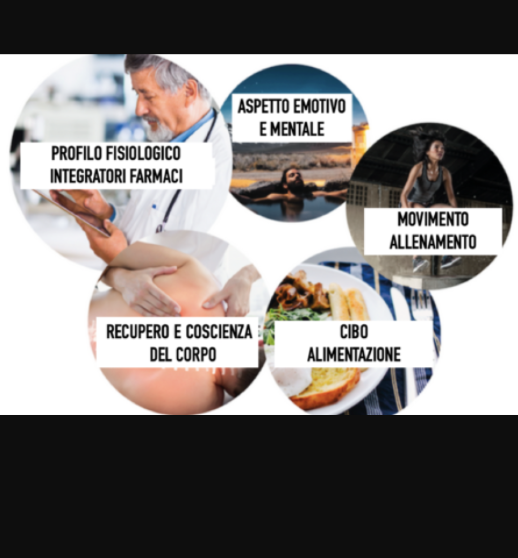 PROFILO FISIOLOGICO
INTEGRATORI FARMACI
ASPETTO EMOTIVO
E MENTALE
MOVIMENTO
ALLENAMENTO
RECUPERO E COSCIENZA
DEL CORPO
CIBO
ALIMENTAZIONE